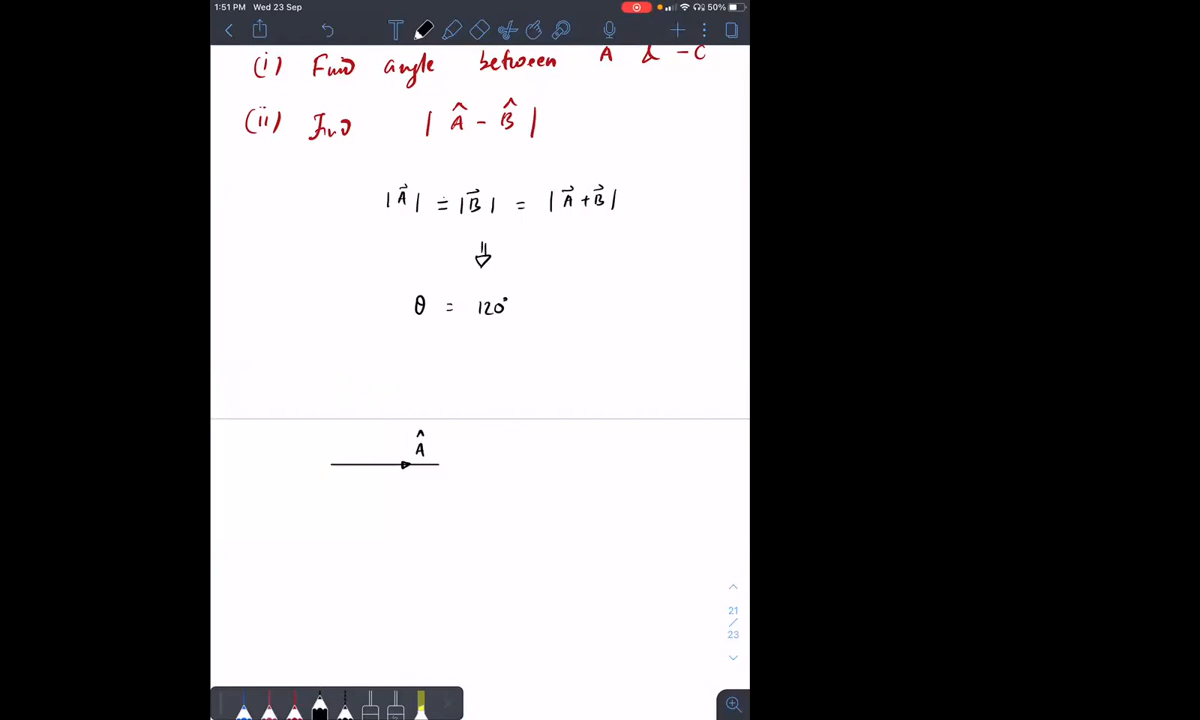 1:51 PM Wed 23 Sep 50%
T
(i) Find angle between A & -C
(ii) Find | Â - B̂ |
|A⃗| = |B⃗| = |A⃗ + B⃗|
⇓
θ = 120°
Â
21
/
23